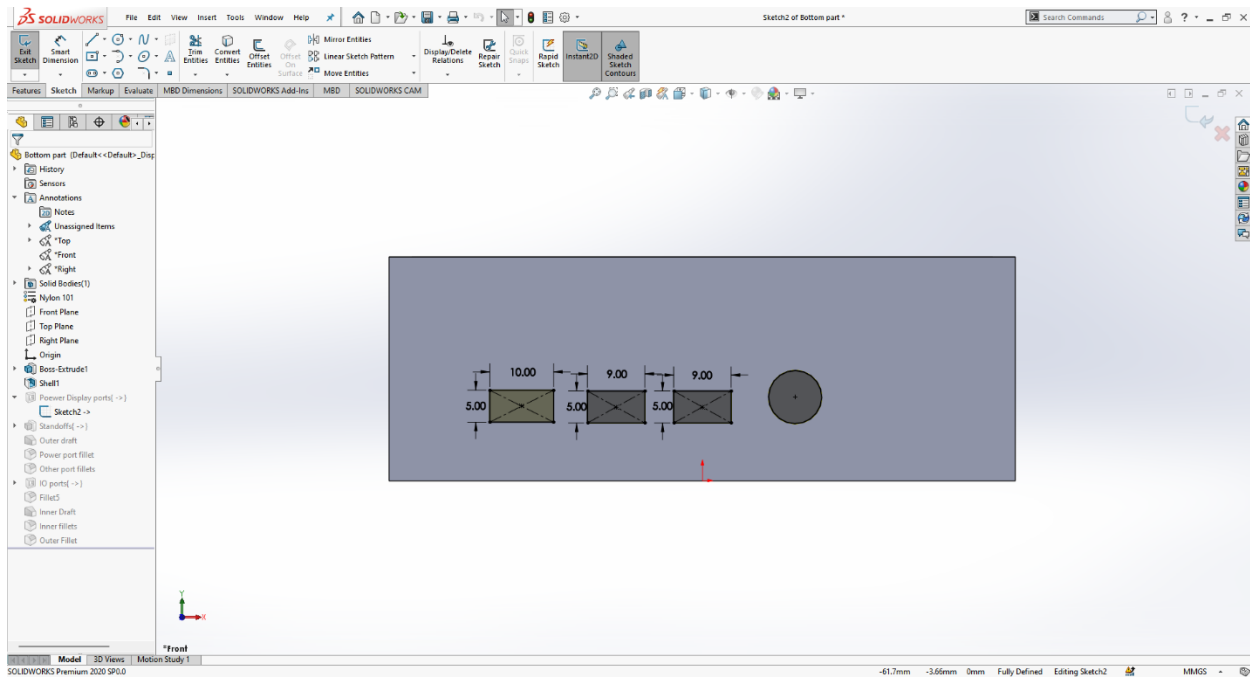 SOLIDWORKS File Edit View Insert Tools Window Help Sketch2 of Bottom part * Search Commands
Exit Sketch Smart Dimension Trim Entities Convert Entities Offset Entities Offset On Surface Mirror Entities Linear Sketch Pattern Move Entities Display/Delete Relations Repair Sketch Quick Snaps Rapid Sketch Instant2D Shaded Sketch Contours
Features Sketch Markup Evaluate MBD Dimensions SOLIDWORKS Add-Ins MBD SOLIDWORKS CAM
Bottom part (Default<<Default>_Disp
History
Sensors
Annotations
Notes
Unassigned Items
*Top
*Front
*Right
Solid Bodies(1)
Nylon 101
Front Plane
Top Plane
Right Plane
Origin
Boss-Extrude1
Shell1
Poewer Display ports{ ->}
Sketch2 ->
Standoffs{ ->}
Outer draft
Power port fillet
Other port fillets
IO ports{ ->}
Fillet5
Inner Draft
Inner fillets
Outer Fillet
10.00 9.00 9.00
5.00 5.00 5.00
Y
X
*Front
Model 3D Views Motion Study 1
SOLIDWORKS Premium 2020 SP0.0 -61.7mm -3.66mm 0mm Fully Defined Editing Sketch2 MMGS